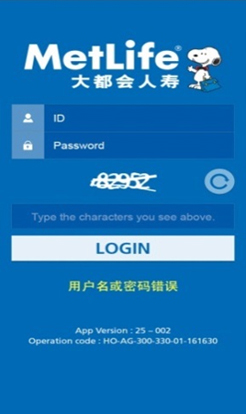 MetLife®
大都会人寿
ID
Password
82952
Type the characters you see above.
LOGIN
用户名或密码错误
App Version : 25 – 002
Operation code : HO-AG-300-330-01-161630